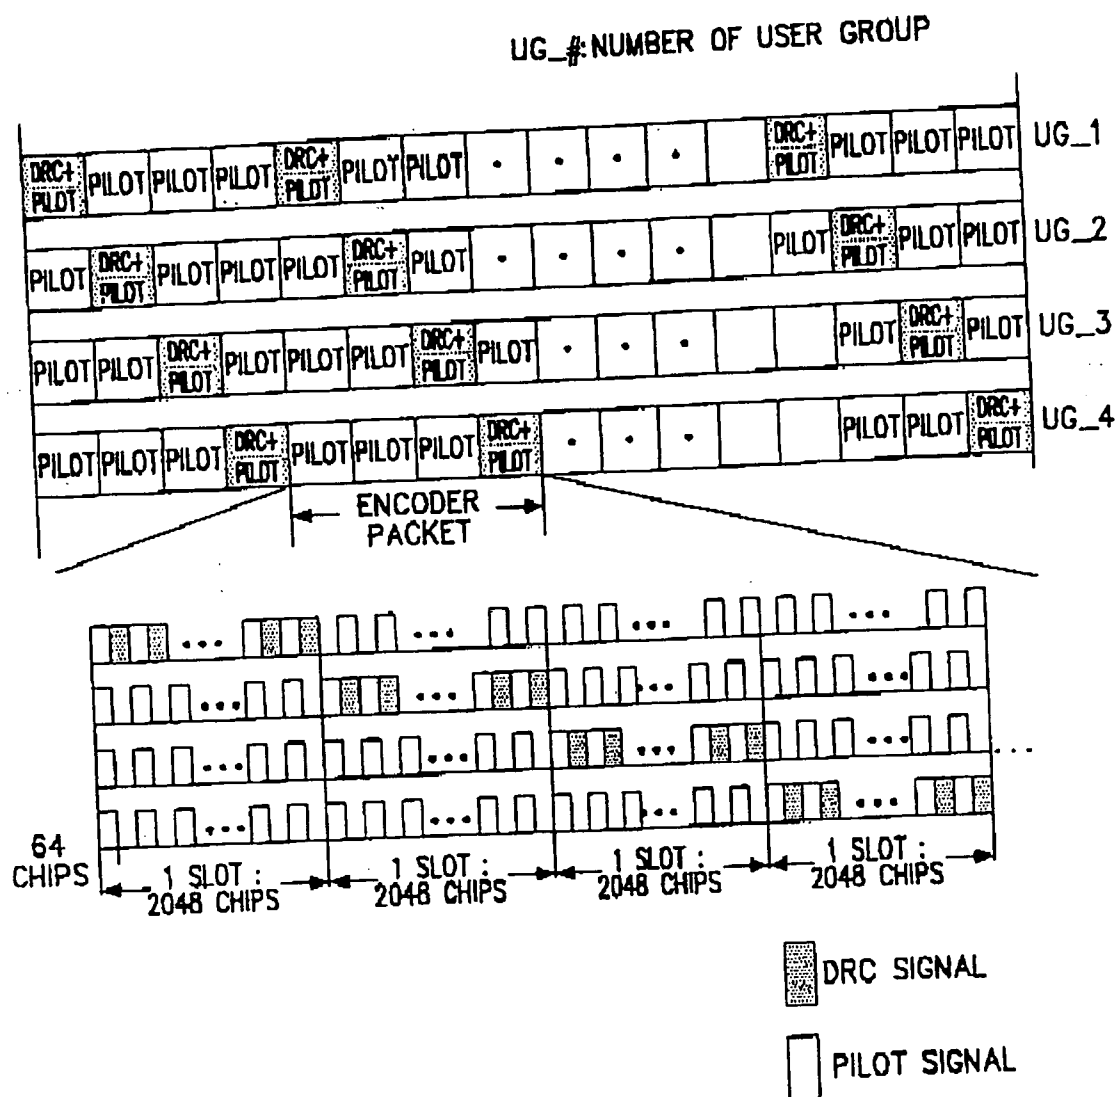 UG_#:NUMBER OF USER GROUP
DRC+ PILOT PILOT PILOT PILOT DRC+ PILOT PILOT PILOT DRC+ PILOT PILOT PILOT PILOT UG_1
PILOT DRC+ PILOT PILOT PILOT PILOT DRC+ PILOT PILOT PILOT DRC+ PILOT PILOT PILOT UG_2
PILOT PILOT DRC+ PILOT PILOT PILOT PILOT DRC+ PILOT PILOT PILOT DRC+ PILOT PILOT UG_3
PILOT PILOT PILOT DRC+ PILOT PILOT PILOT PILOT DRC+ PILOT PILOT PILOT DRC+ PILOT UG_4
ENCODER
PACKET
64
CHIPS
1 SLOT :
2048 CHIPS
1 SLOT :
2048 CHIPS
1 SLOT :
2048 CHIPS
1 SLOT :
2048 CHIPS
DRC SIGNAL
PILOT SIGNAL